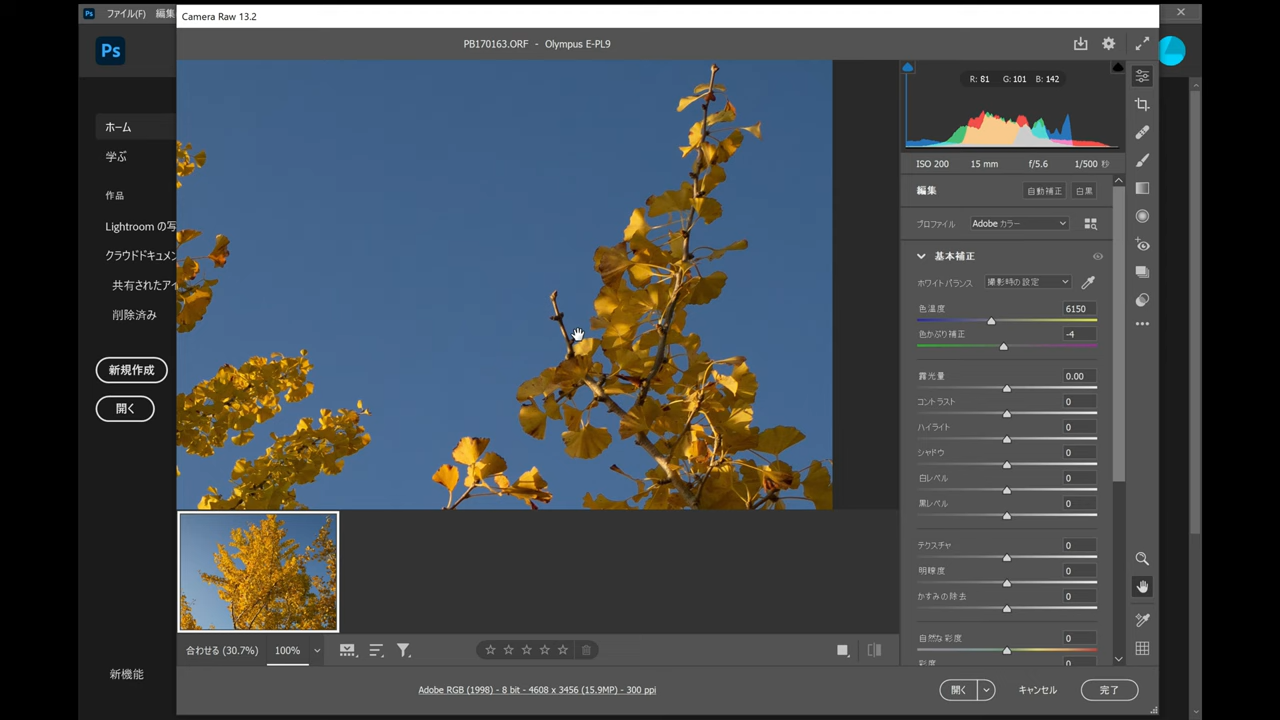 Ps ファイル(F) 編集
Camera Raw 13.2
PB170163.ORF - Olympus E-PL9
Ps
ホーム
学ぶ
作品
Lightroom の写
クラウドドキュメン
共有されたアイ
削除済み
新規作成
開く
新機能
R: 81 G: 101 B: 142
ISO 200 15 mm f/5.6 1/500 秒
編集 自動補正 白黒
プロファイル Adobe カラー
基本補正
ホワイトバランス 撮影時の設定
色温度 6150
色かぶり補正 -4
露光量 0.00
コントラスト 0
ハイライト 0
シャドウ 0
白レベル 0
黒レベル 0
テクスチャ 0
明瞭度 0
かすみの除去 0
自然な彩度 0
彩度 0
合わせる (30.7%) 100%
Adobe RGB (1998) - 8 bit - 4608 x 3456 (15.9MP) - 300 ppi
開く キャンセル 完了